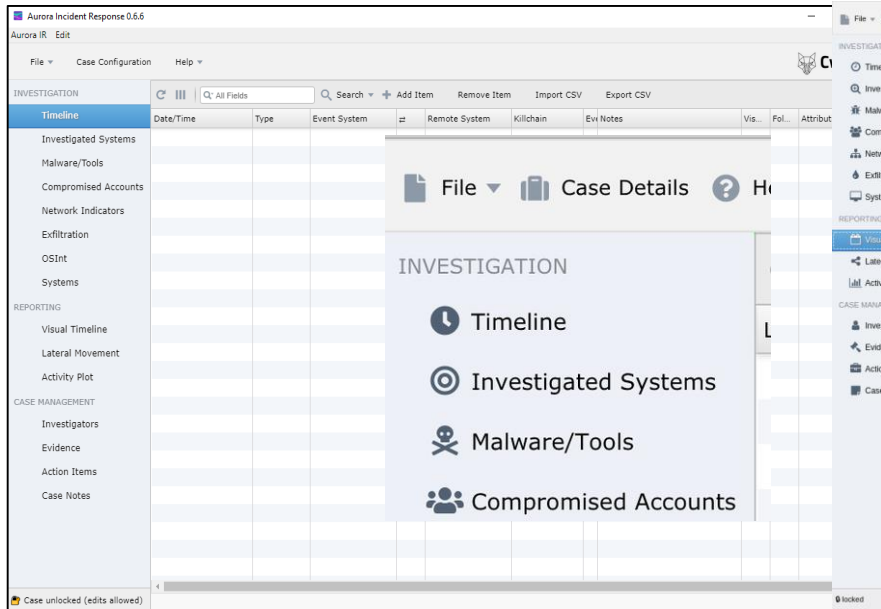 Aurora Incident Response 0.6.6
Aurora IR Edit
File Case Configuration Help
INVESTIGATION
Timeline
Investigated Systems
Malware/Tools
Compromised Accounts
Network Indicators
Exfiltration
OSInt
Systems
REPORTING
Visual Timeline
Lateral Movement
Activity Plot
CASE MANAGEMENT
Investigators
Evidence
Action Items
Case Notes
Case unlocked (edits allowed)
All Fields Search Add Item Remove Item Import CSV Export CSV
Date/Time Type Event System Remote System Killchain Notes Vis... Fol... Attribut
File Case Details
INVESTIGATION
Timeline
Investigated Systems
Malware/Tools
Compromised Accounts
File
locked